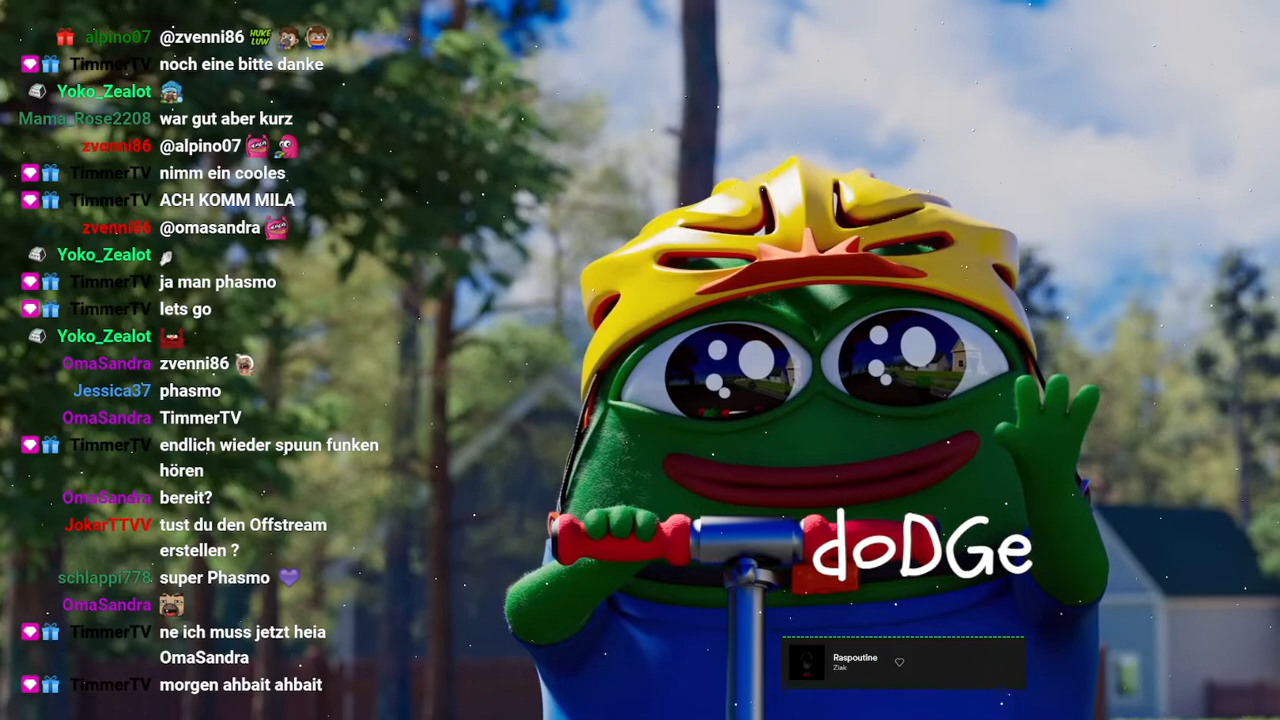 alpino07 @zvenni86 HUKE LUW
TimmerTV noch eine bitte danke
Yoko_Zealot
Mama_Rose2208 war gut aber kurz
zvenni86 @alpino07
TimmerTV nimm ein cooles
TimmerTV ACH KOMM MILA
zvenni86 @omasandra
Yoko_Zealot
TimmerTV ja man phasmo
TimmerTV lets go
Yoko_Zealot
OmaSandra zvenni86
Jessica37 phasmo
OmaSandra TimmerTV
TimmerTV endlich wieder spuun funken
hören
OmaSandra bereit?
JokerTTVV tust du den Offstream
erstellen ?
schlappi778 super Phasmo
OmaSandra
TimmerTV ne ich muss jetzt heia
OmaSandra
TimmerTV morgen ahbait ahbait
doDGe
Raspoutine
Ziak